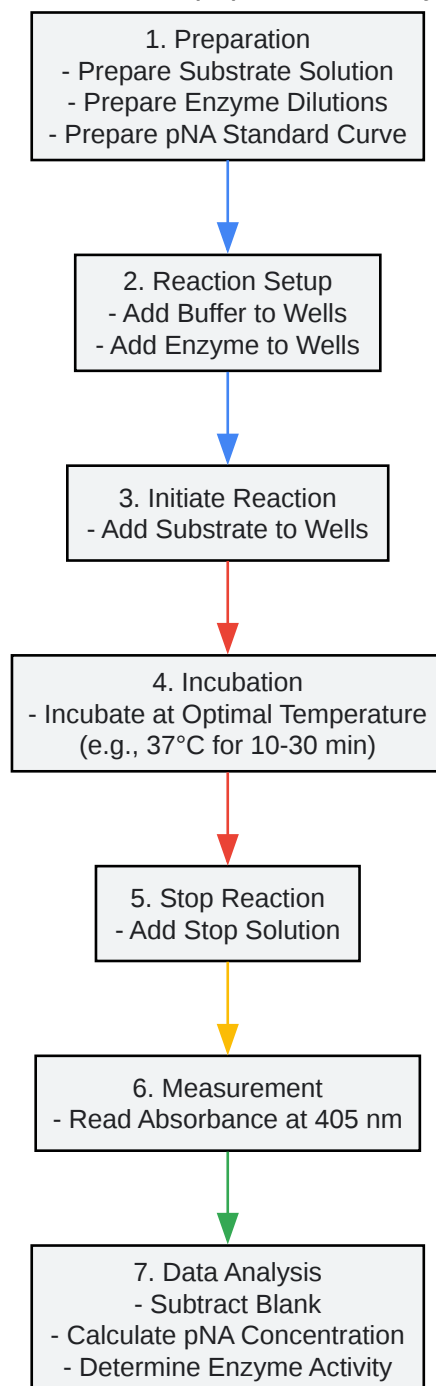 1. Preparation
- Prepare Substrate Solution
- Prepare Enzyme Dilutions
- Prepare pNA Standard Curve
2. Reaction Setup
- Add Buffer to Wells
- Add Enzyme to Wells
3. Initiate Reaction
- Add Substrate to Wells
4. Incubation
- Incubate at Optimal Temperature
(e.g., 37°C for 10-30 min)
5. Stop Reaction
- Add Stop Solution
6. Measurement
- Read Absorbance at 405 nm
7. Data Analysis
- Subtract Blank
- Calculate pNA Concentration
- Determine Enzyme Activity